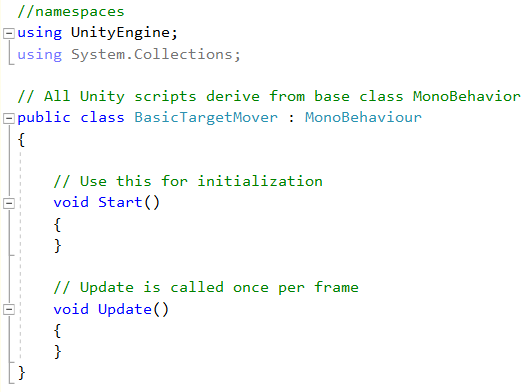 //namespaces
using UnityEngine;
using System.Collections;
// All Unity scripts derive from base class MonoBehavior
public class BasicTargetMover : MonoBehaviour
{
// Use this for initialization
void Start()
{
}
// Update is called once per frame
void Update()
{
}
}